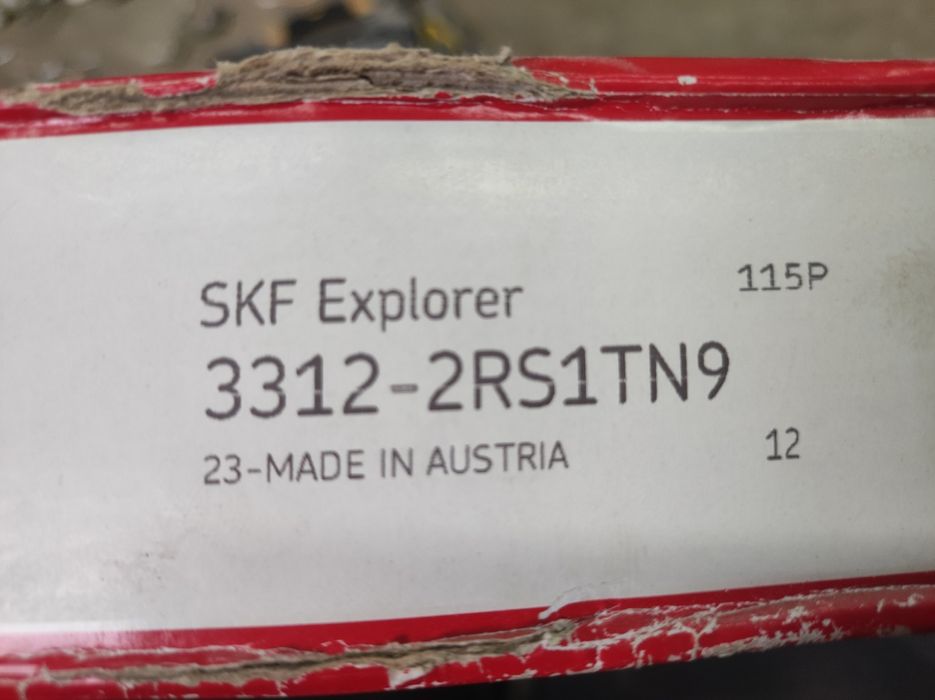 SKF Explorer
115P
3312-2RS1TN9
23-MADE IN AUSTRIA
12